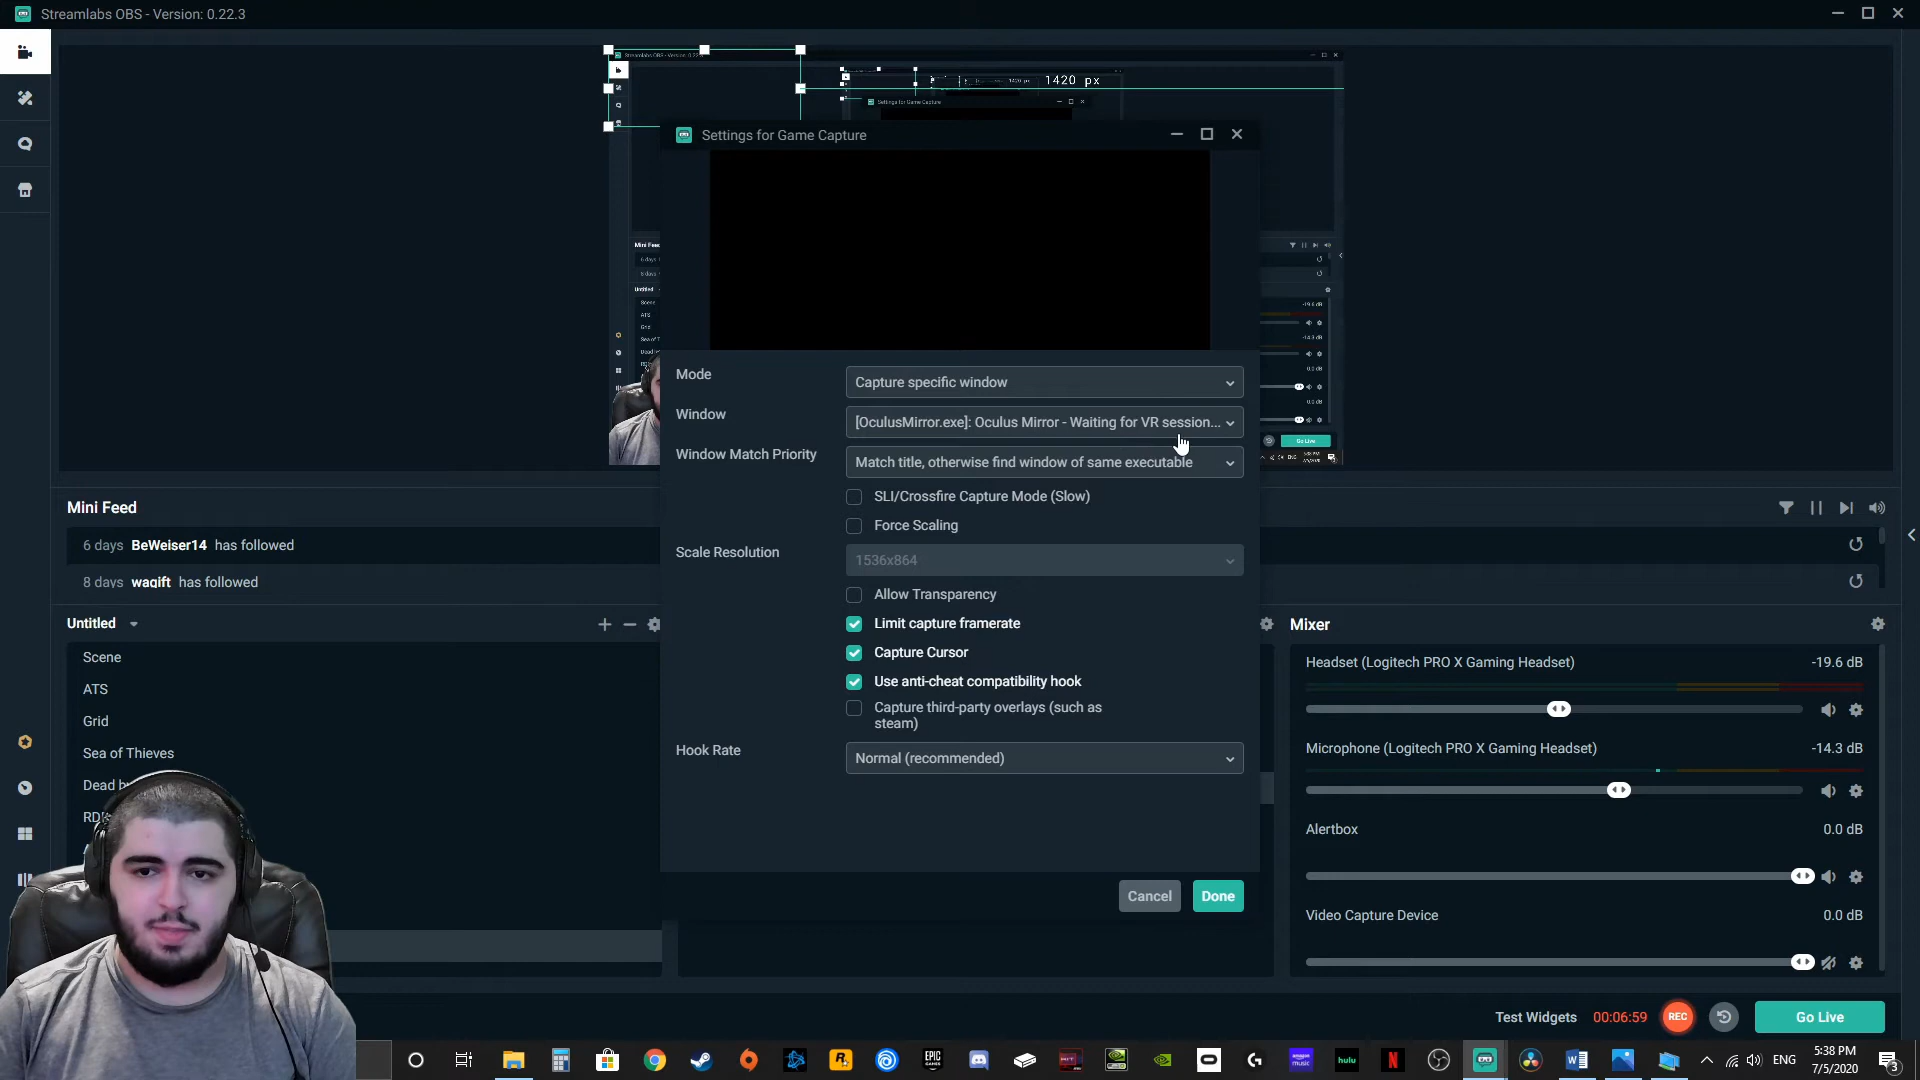 Streamlabs OBS - Version: 0.22.3
1420 px
Settings for Game Capture
Settings for Game Capture
Mode
Capture specific window
Window
[OculusMirror.exe]: Oculus Mirror - Waiting for VR session...
Window Match Priority
Match title, otherwise find window of same executable
SLI/Crossfire Capture Mode (Slow)
Force Scaling
Scale Resolution
1536x864
Allow Transparency
Limit capture framerate
Capture Cursor
Use anti-cheat compatibility hook
Capture third-party overlays (such as
steam)
Hook Rate
Normal (recommended)
Cancel
Done
Mini Feed
6 days BeWeiser14 has followed
8 days waqift has followed
Untitled
Scene
ATS
Grid
Sea of Thieves
Mixer
Headset (Logitech PRO X Gaming Headset)
-19.6 dB
Microphone (Logitech PRO X Gaming Headset)
-14.3 dB
Alertbox
0.0 dB
Video Capture Device
0.0 dB
Test Widgets
00:06:59
REC
Go Live
hulu
ENG
5:38 PM
7/5/2020
3